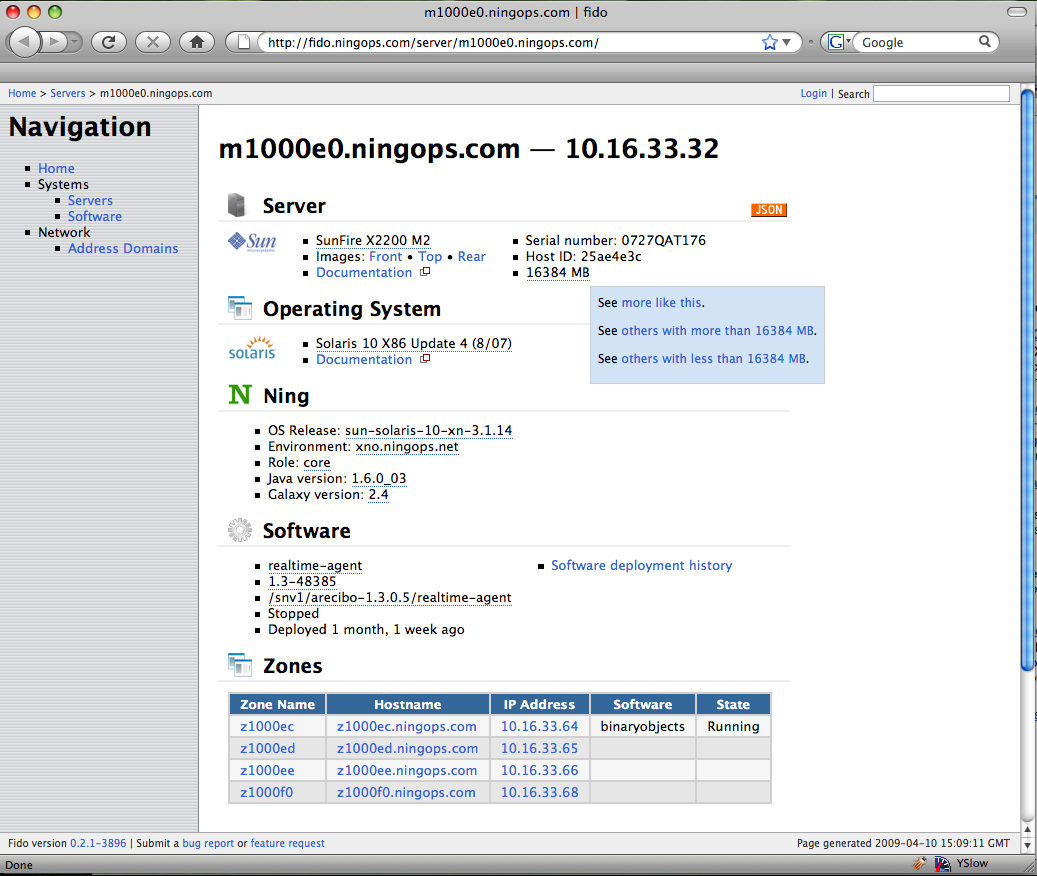 m1000e0.ningops.com | fido
http://fido.ningops.com/server/m1000e0.ningops.com/
G Google
Home > Servers > m1000e0.ningops.com
Login | Search
Navigation
Home
Systems
Servers
Software
Network
Address Domains
m1000e0.ningops.com — 10.16.33.32
Server
JSON
Sun
SunFire X2200 M2
Images: Front • Top • Rear
Documentation
Serial number: 0727QAT176
Host ID: 25ae4e3c
16384 MB
See more like this.
See others with more than 16384 MB.
See others with less than 16384 MB.
Operating System
solaris
Solaris 10 X86 Update 4 (8/07)
Documentation
N Ning
OS Release: sun-solaris-10-xn-3.1.14
Environment: xno.ningops.net
Role: core
Java version: 1.6.0_03
Galaxy version: 2.4
Software
realtime-agent
1.3-48385
/snv1/arecibo-1.3.0.5/realtime-agent
Stopped
Deployed 1 month, 1 week ago
Software deployment history
Zones
Zone Name Hostname IP Address Software State
z1000ec z1000ec.ningops.com 10.16.33.64 binaryobjects Running
z1000ed z1000ed.ningops.com 10.16.33.65
z1000ee z1000ee.ningops.com 10.16.33.66
z1000f0 z1000f0.ningops.com 10.16.33.68
Fido version 0.2.1-3896 | Submit a bug report or feature request
Page generated 2009-04-10 15:09:11 GMT
Done
YSlow